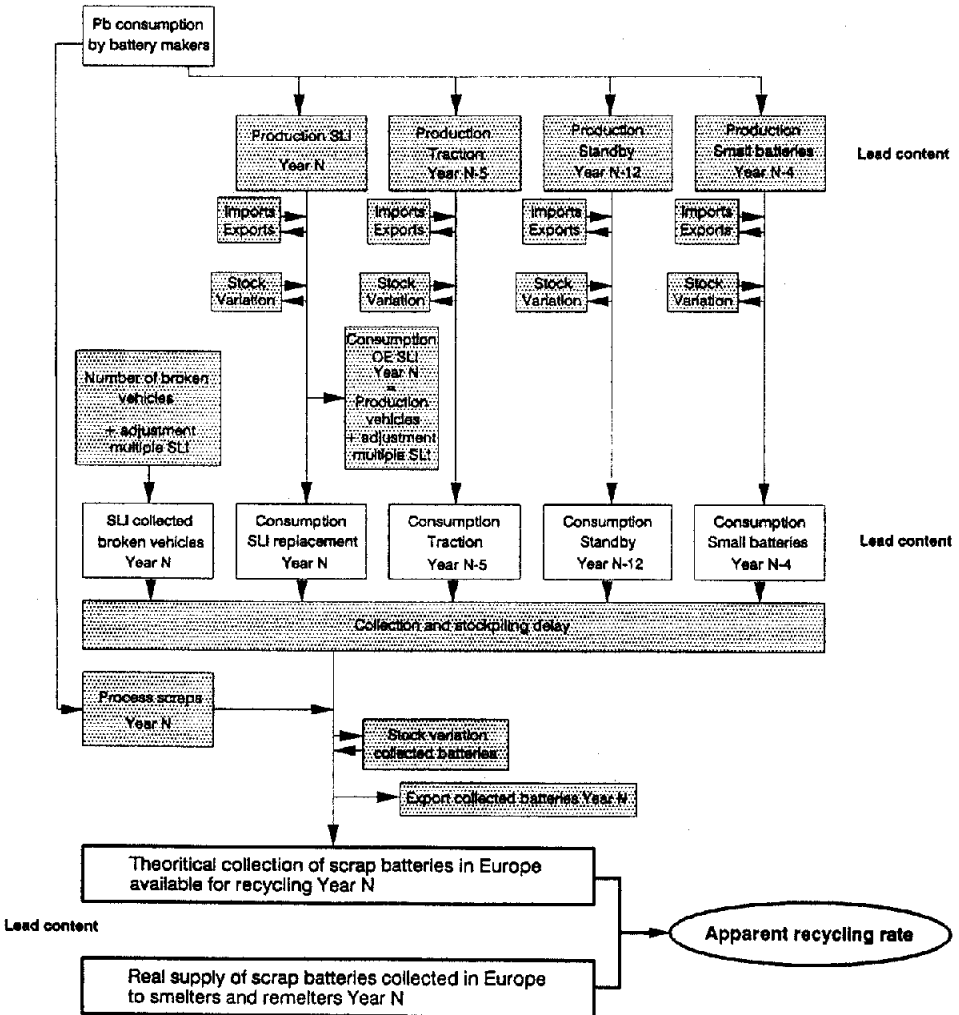 Pb consumption
by battery makers
Production SLI
Year N
Production
Traction
Year N-5
Production
Standby
Year N-12
Production
Small batteries
Year N-4
Lead content
Imports
Exports
Imports
Exports
Imports
Exports
Imports
Exports
Stock
Variation
Stock
Variation
Stock
Variation
Stock
Variation
Consumption
OE SLI
Year N
=
Production
vehicles
+ adjustment
multiple SLI
Number of broken
vehicles
+ adjustment
multiple SLI
SLI collected
broken vehicles
Year N
Consumption
SLI replacement
Year N
Consumption
Traction
Year N-5
Consumption
Standby
Year N-12
Consumption
Small batteries
Year N-4
Lead content
Collection and stockpiling delay
Process scraps
Year N
Stock variation
collected batteries
Export collected batteries Year N
Theoritical collection of scrap batteries in Europe
available for recycling Year N
Lead content
Apparent recycling rate
Real supply of scrap batteries collected in Europe
to smelters and remelters Year N